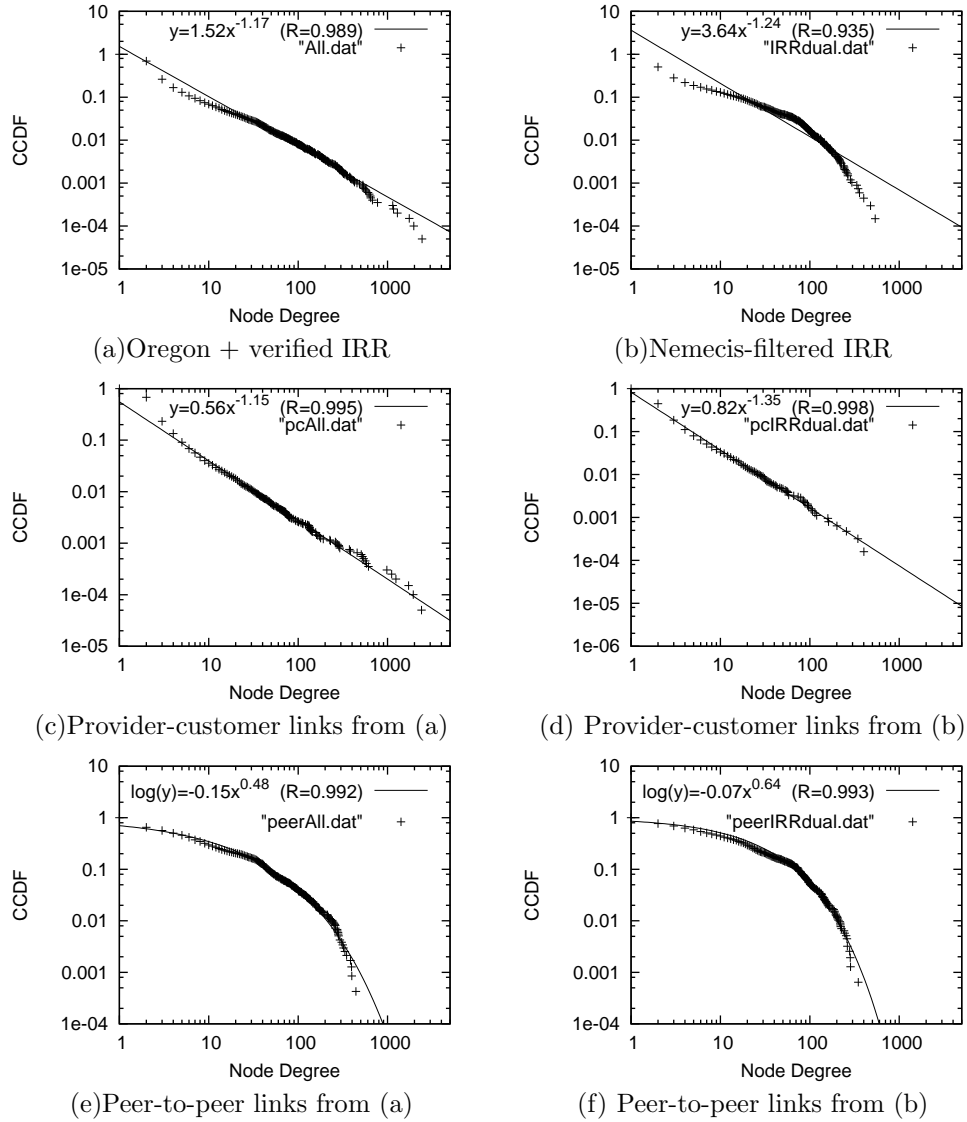 10
y=1.52x^-1.17 (R=0.989)
"All.dat"
1
0.1
0.01
0.001
1e-04
1e-05
CCDF
1 10 100 1000
Node Degree
(a)Oregon + verified IRR
10
y=3.64x^-1.24 (R=0.935)
"IRRdual.dat"
1
0.1
0.01
0.001
1e-04
1e-05
CCDF
1 10 100 1000
Node Degree
(b)Nemecis-filtered IRR
1
y=0.56x^-1.15 (R=0.995)
"pcAll.dat"
0.1
0.01
0.001
1e-04
1e-05
CCDF
1 10 100 1000
Node Degree
(c)Provider-customer links from (a)
1
y=0.82x^-1.35 (R=0.998)
"pcIRRdual.dat"
0.1
0.01
0.001
1e-04
1e-05
1e-06
CCDF
1 10 100 1000
Node Degree
(d) Provider-customer links from (b)
10
log(y)=-0.15x^0.48 (R=0.992)
"peerAll.dat"
1
0.1
0.01
0.001
1e-04
CCDF
1 10 100 1000
Node Degree
(e)Peer-to-peer links from (a)
10
log(y)=-0.07x^0.64 (R=0.993)
"peerIRRdual.dat"
1
0.1
0.01
0.001
1e-04
CCDF
1 10 100 1000
Node Degree
(f) Peer-to-peer links from (b)